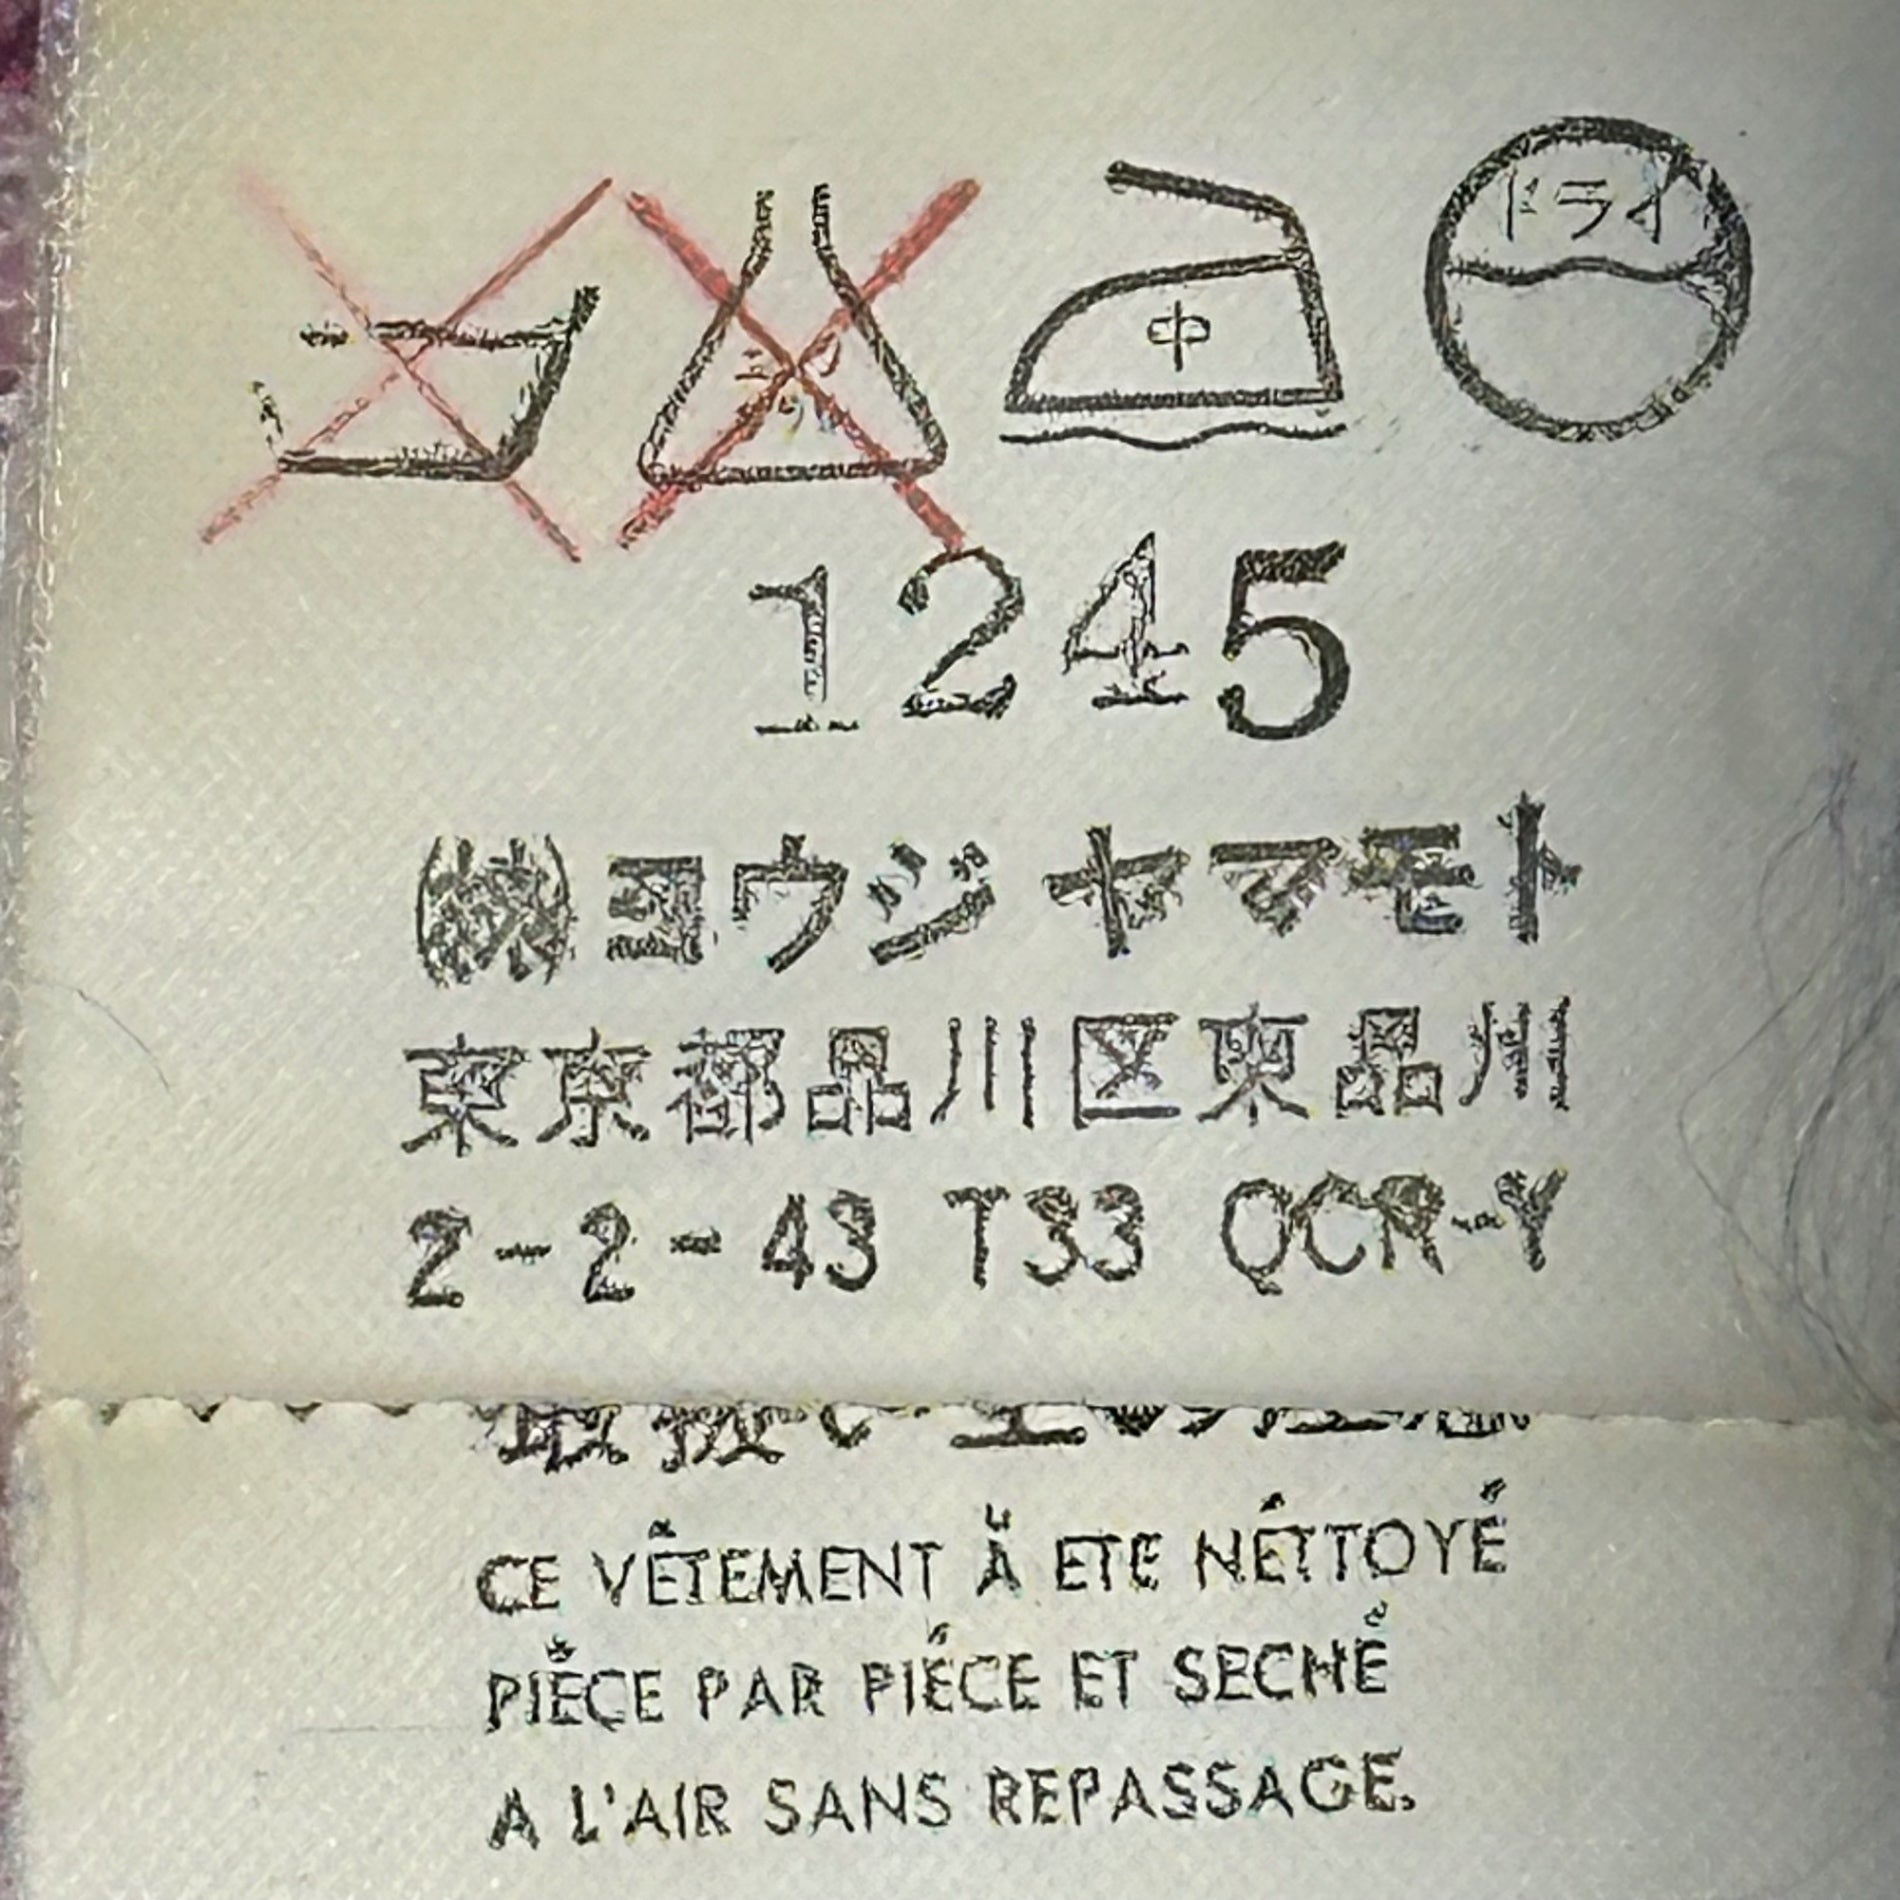 中 ドライ
1245
㈱ヨウジ ヤマモト
東京都品川区東品川
2-2-43 T33 QCR-Y
CE VÊTEMENT Ä ETE NÉTTOYÉ
PIÈCE PAR PIÉCE ET SECHÉ
A L'AIR SANS REPASSAGE.